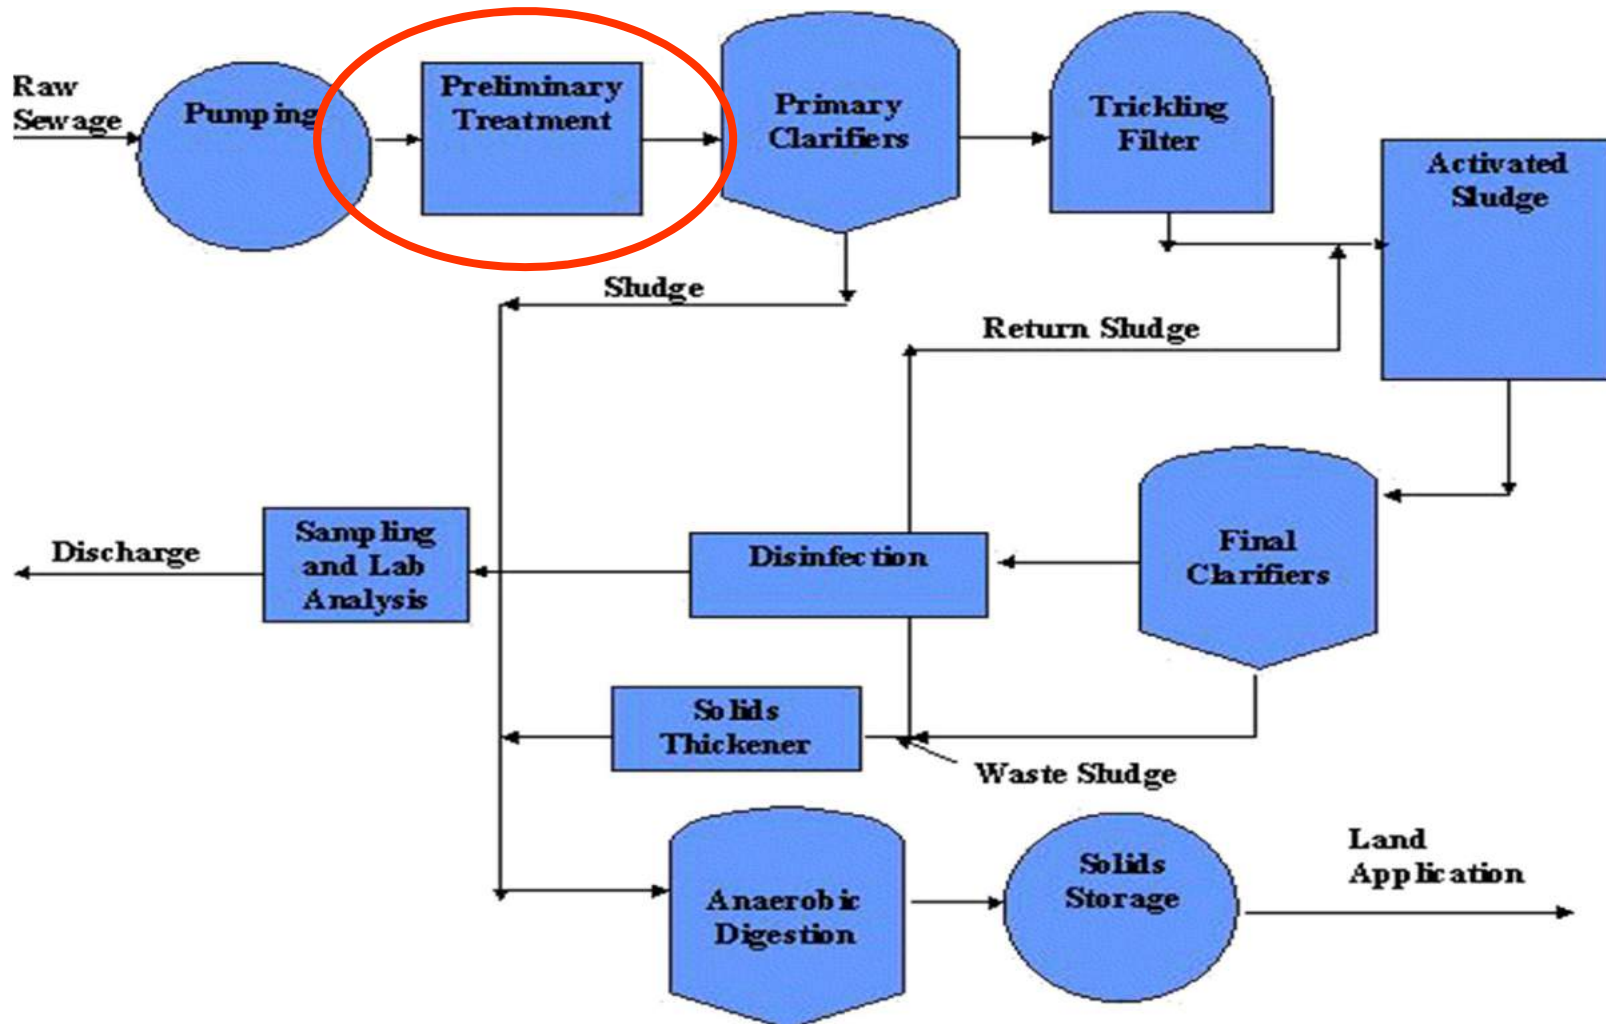 Raw
Sewage
Pumping
Preliminary
Treatment
Primary
Clarifiers
Trickling
Filter
Activated
Sludge
Sludge
Return Sludge
Discharge
Sampling
and Lab
Analysis
Disinfection
Final
Clarifiers
Solids
Thickener
Waste Sludge
Anaerobic
Digestion
Solids
Storage
Land
Application